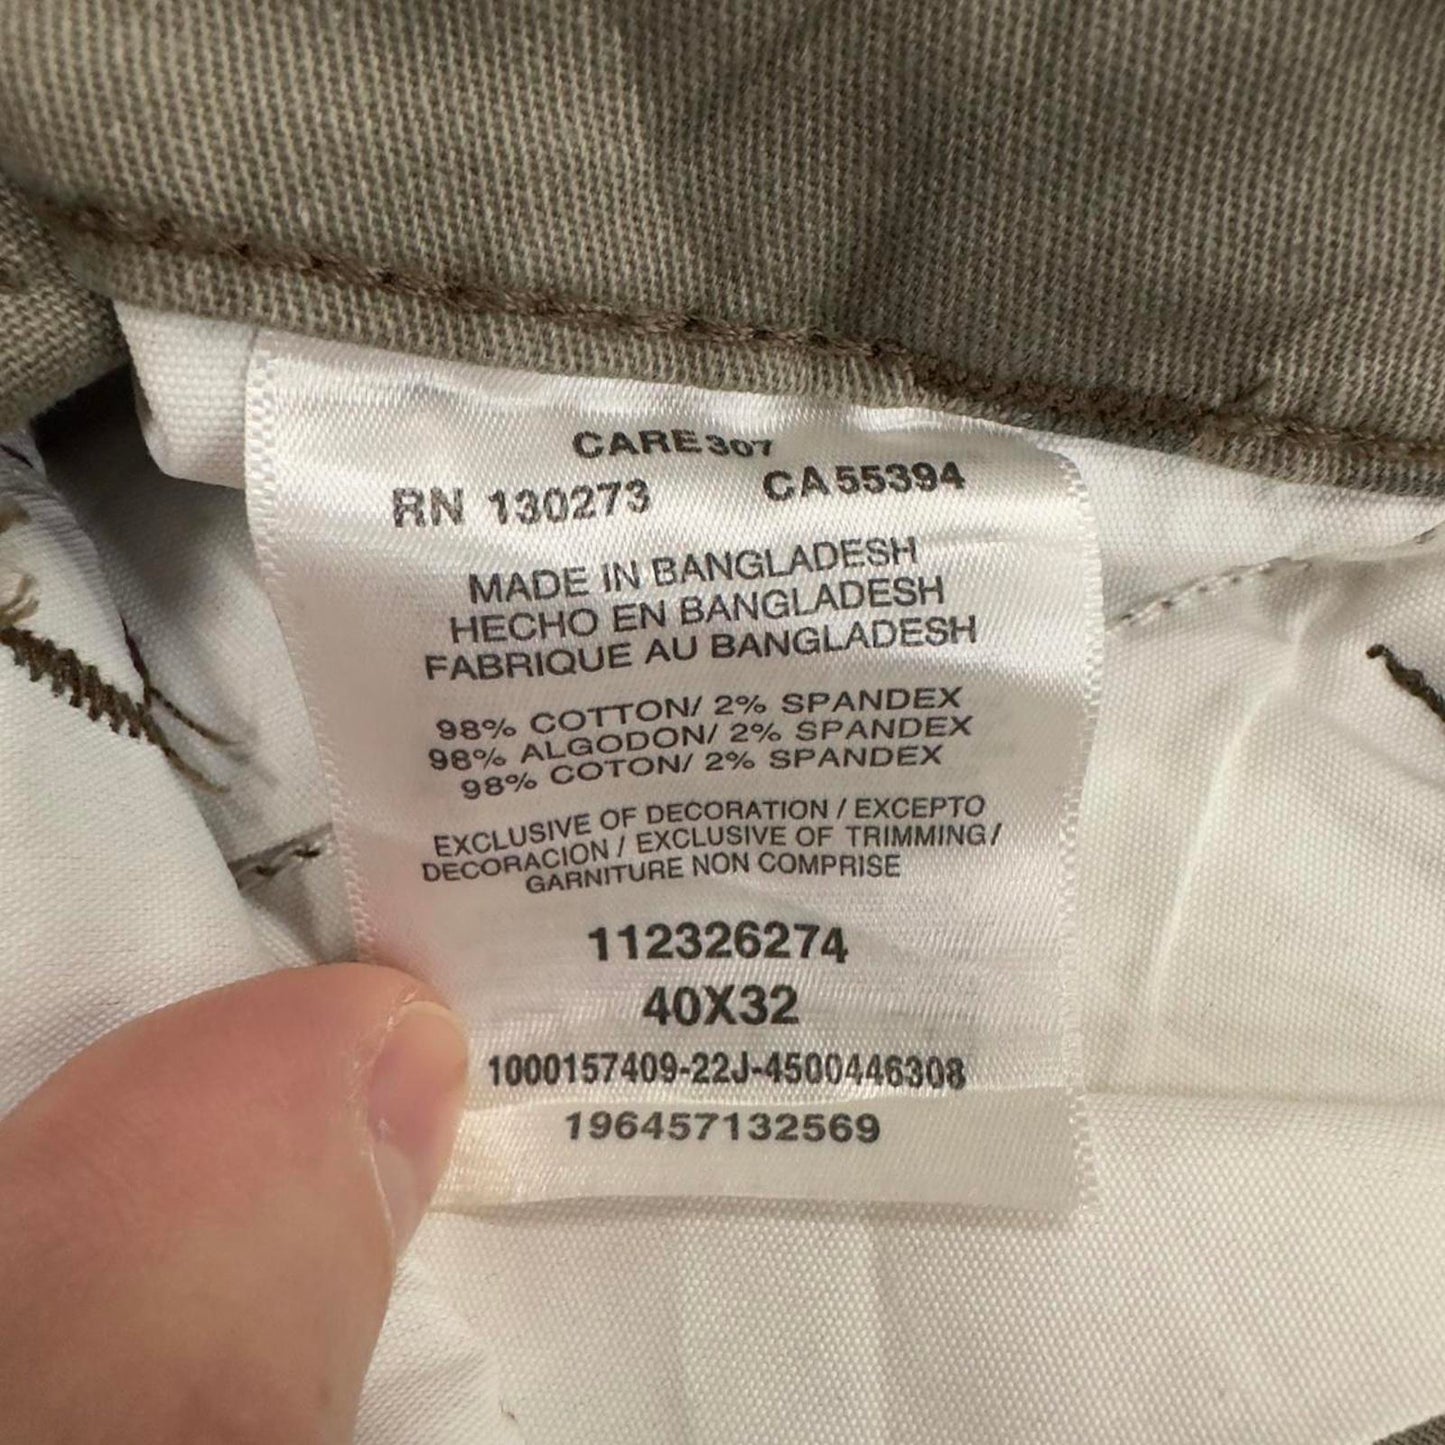 CARE307
RN 130273 CA55394
MADE IN BANGLADESH
HECHO EN BANGLADESH
FABRIQUE AU BANGLADESH
98% COTTON/ 2% SPANDEX
98% ALGODON/ 2% SPANDEX
98% COTON/ 2% SPANDEX
EXCLUSIVE OF DECORATION / EXCEPTO
DECORACION / EXCLUSIVE OF TRIMMING/
GARNITURE NON COMPRISE
112326274
40X32
1000157409-22J-4500446308
196457132569